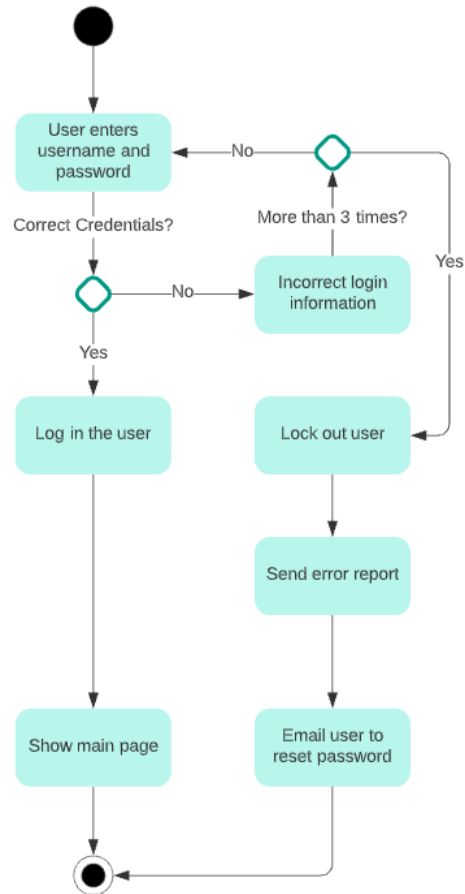 User enters
username and
password
No
Correct Credentials?
More than 3 times?
Yes
No
Incorrect login
information
Yes
Log in the user
Lock out user
Send error report
Show main page
Email user to
reset password